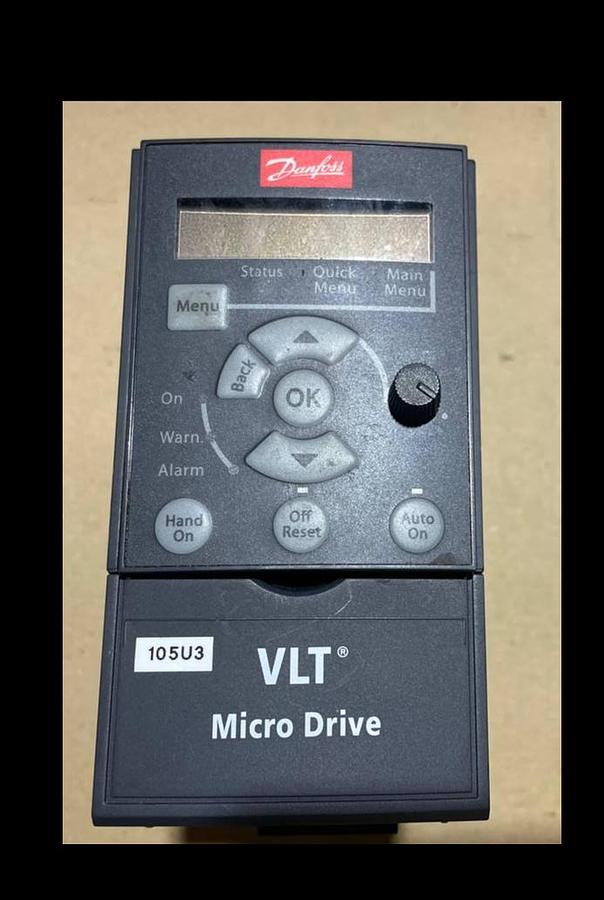 Danfoss
Status Quick Menu Main Menu
Menu
Back
OK
On
Warn.
Alarm
Hand On
Off Reset
Auto On
105U3
VLT®
Micro Drive